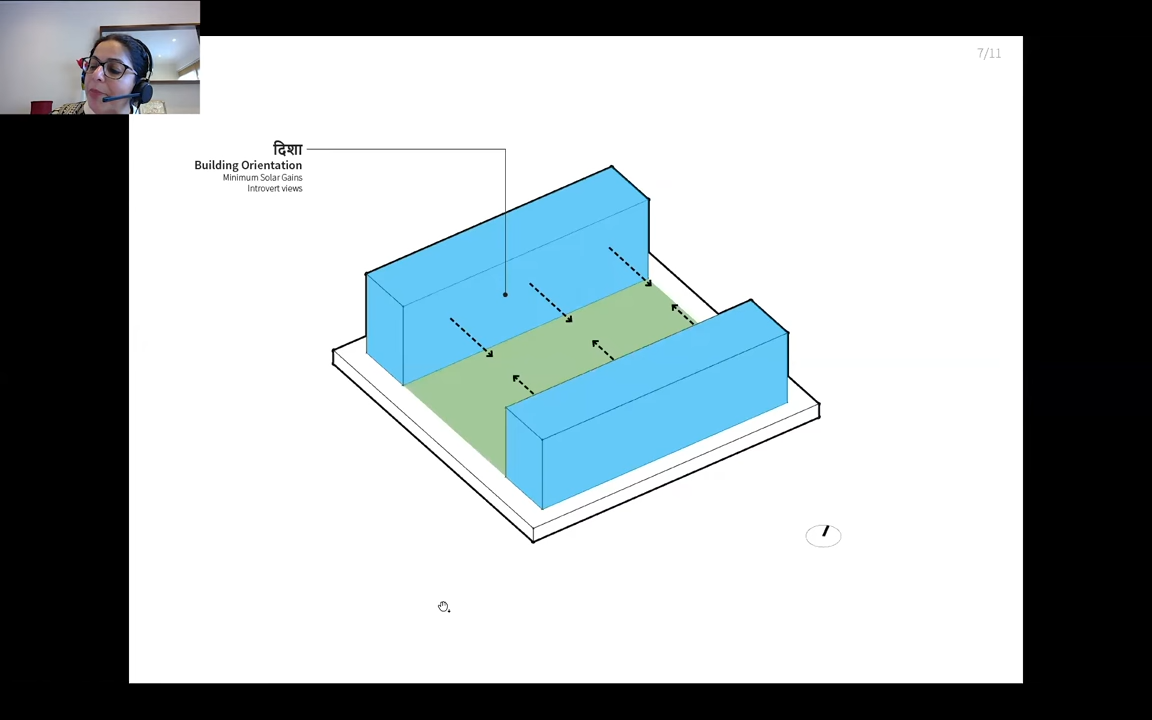 7/11
दिशा
Building Orientation
Minimum Solar Gains
Introvert views